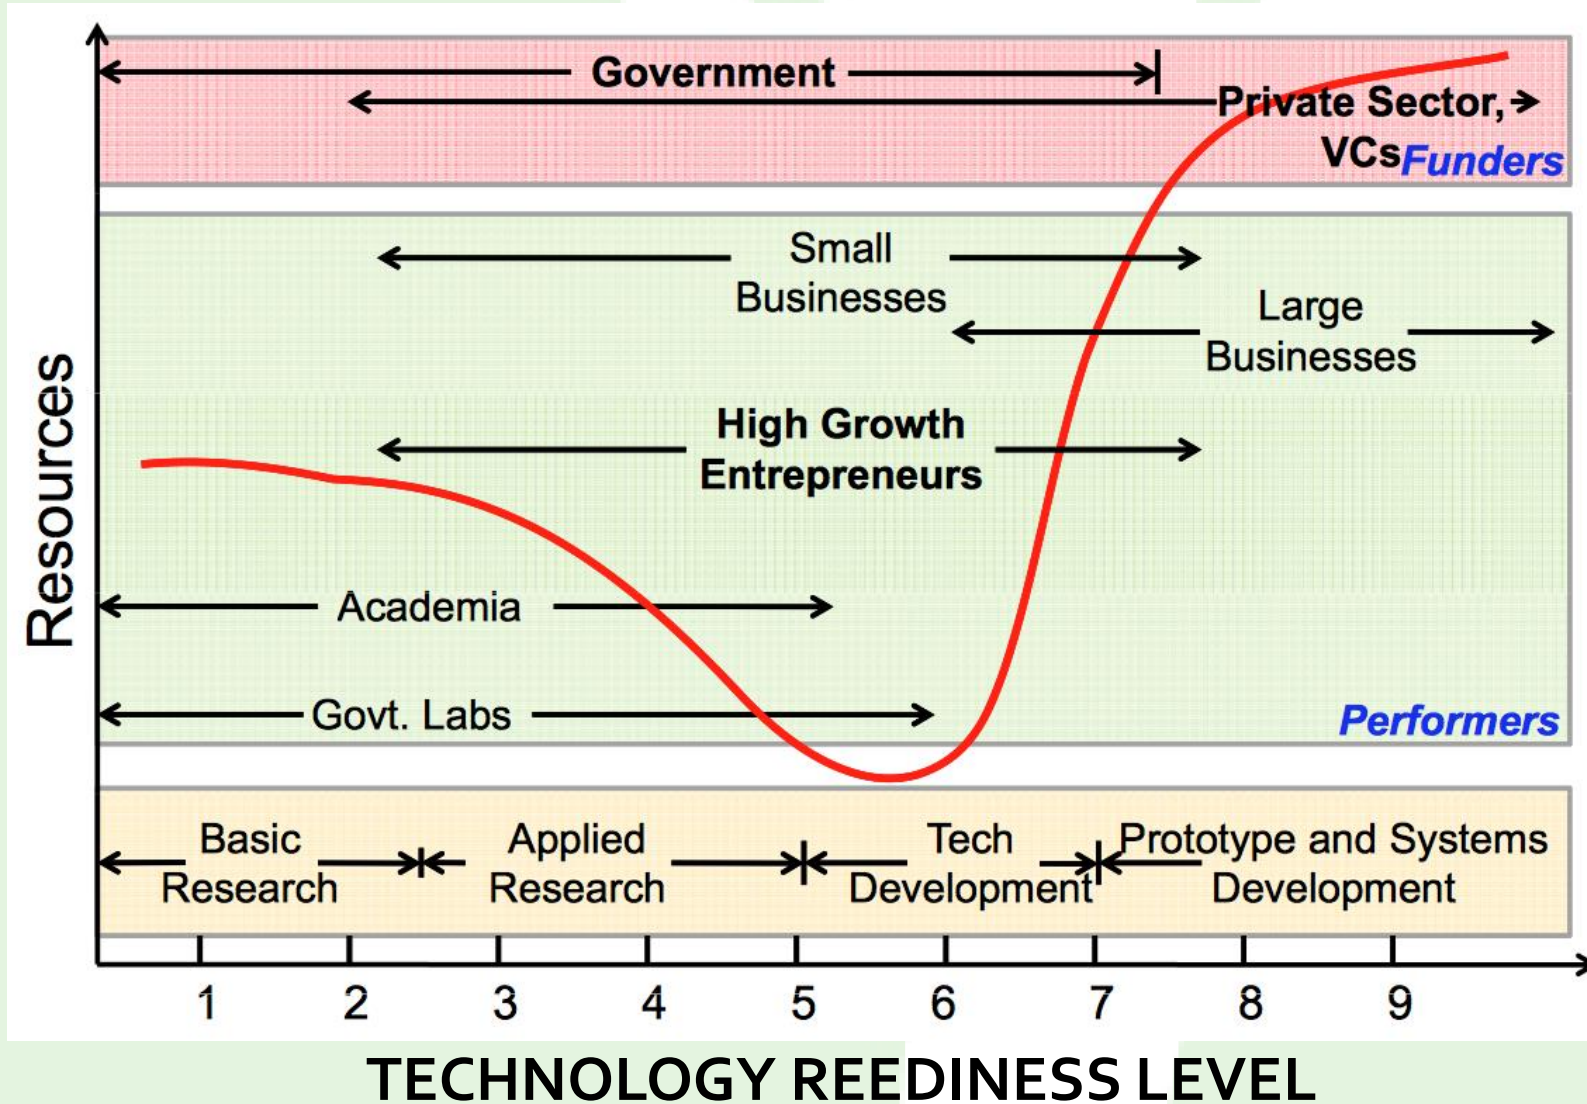 Government
Private Sector,
VCs
Funders
Small
Businesses
Large
Businesses
High Growth
Entrepreneurs
Academia
Govt. Labs
Performers
Resources
Basic
Research
Applied
Research
Tech
Development
Prototype and Systems
Development
1 2 3 4 5 6 7 8 9
TECHNOLOGY REEDINESS LEVEL